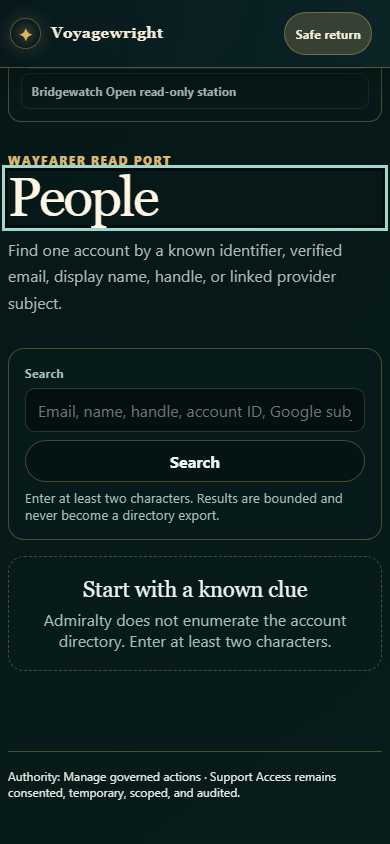 Voyagewright
Safe return
Bridgewatch Open read-only station
WAYFARER READ PORT
People
Find one account by a known identifier, verified
email, display name, handle, or linked provider
subject.
Search
Email, name, handle, account ID, Google sub
Search
Enter at least two characters. Results are bounded and
never become a directory export.
Start with a known clue
Admiralty does not enumerate the account
directory. Enter at least two characters.
Authority: Manage governed actions · Support Access remains
consented, temporary, scoped, and audited.